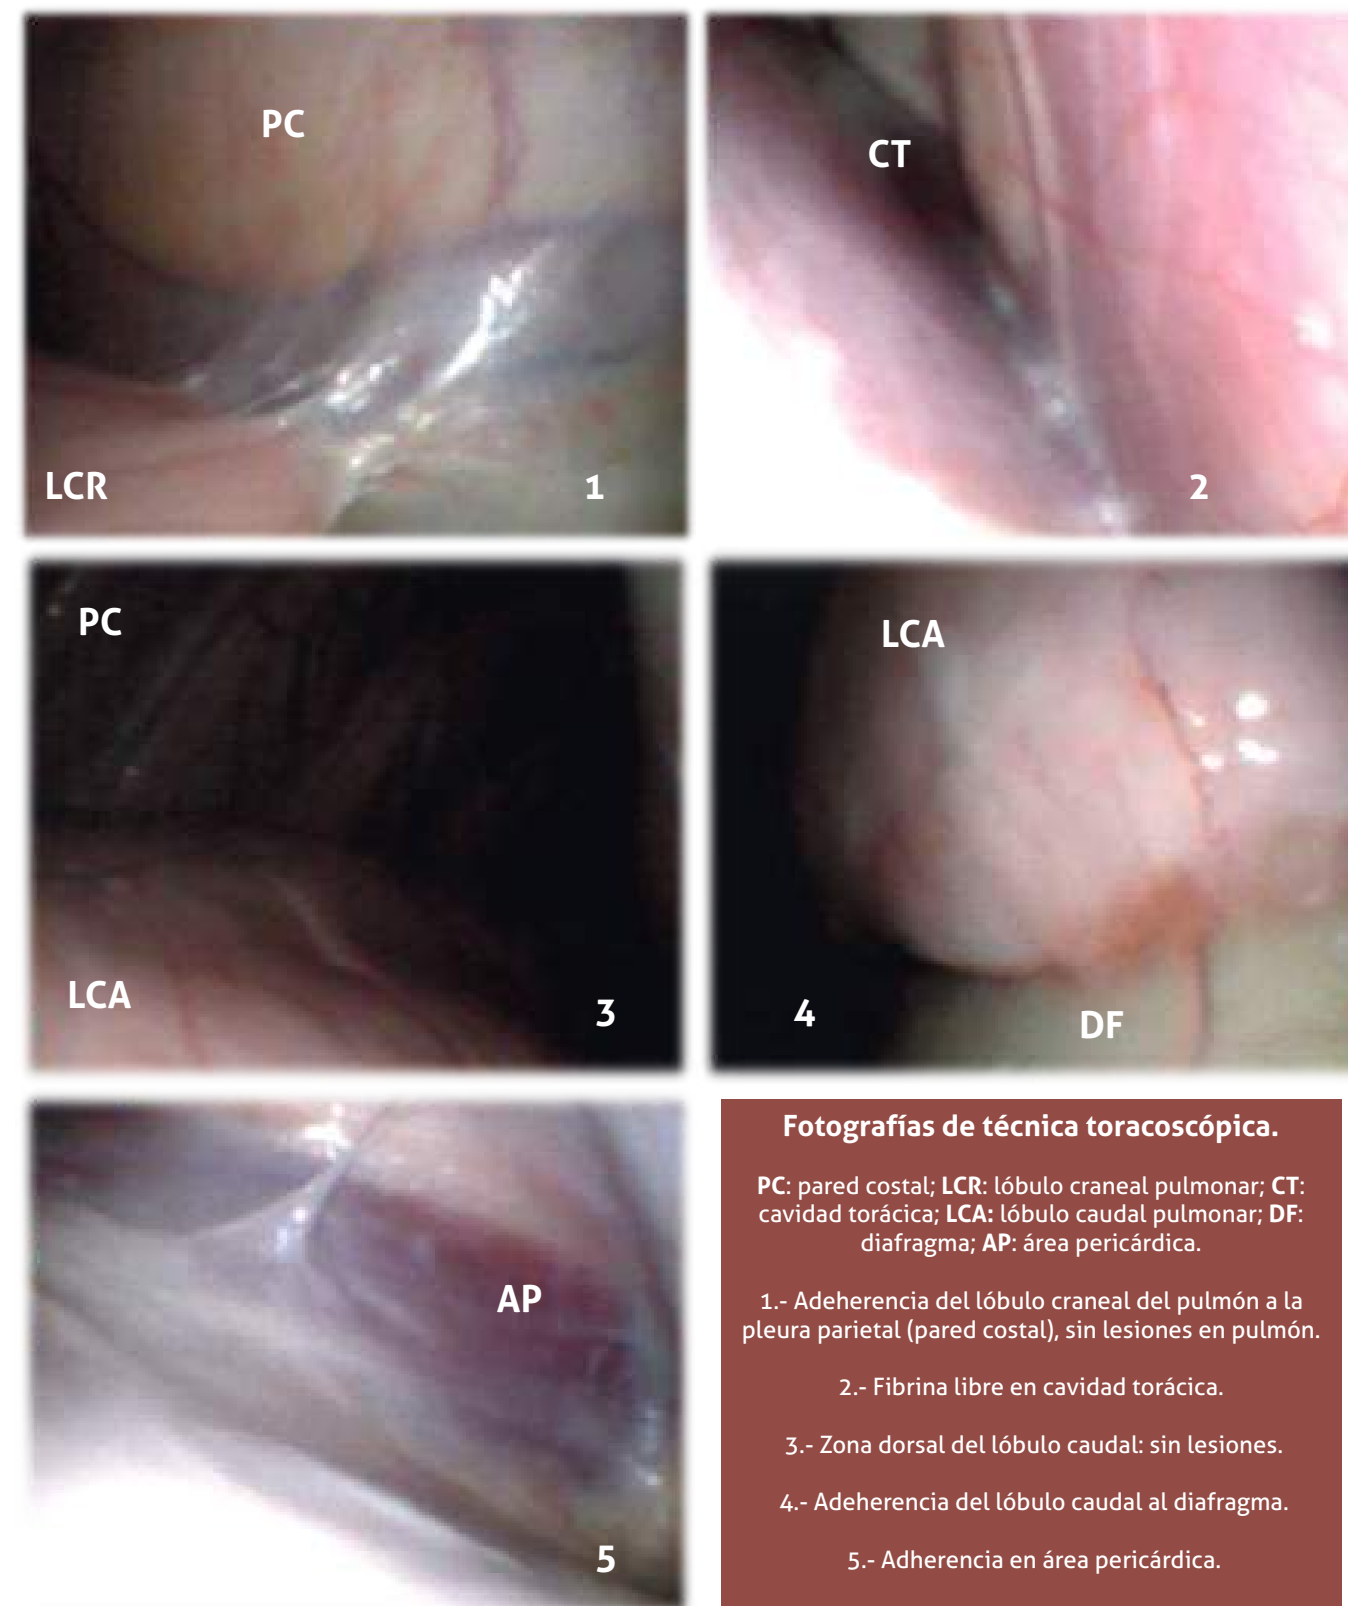 PC
LCR
1
CT
2
PC
LCA
3
LCA
4
DF
AP
5
Fotografías de técnica toracoscópica.
PC: pared costal; LCR: lóbulo craneal pulmonar; CT:
cavidad torácica; LCA: lóbulo caudal pulmonar; DF:
diafragma; AP: área pericárdica.
1.- Adeherencia del lóbulo craneal del pulmón a la
pleura parietal (pared costal), sin lesiones en pulmón.
2.- Fibrina libre en cavidad torácica.
3.- Zona dorsal del lóbulo caudal: sin lesiones.
4.- Adeherencia del lóbulo caudal al diafragma.
5.- Adherencia en área pericárdica.